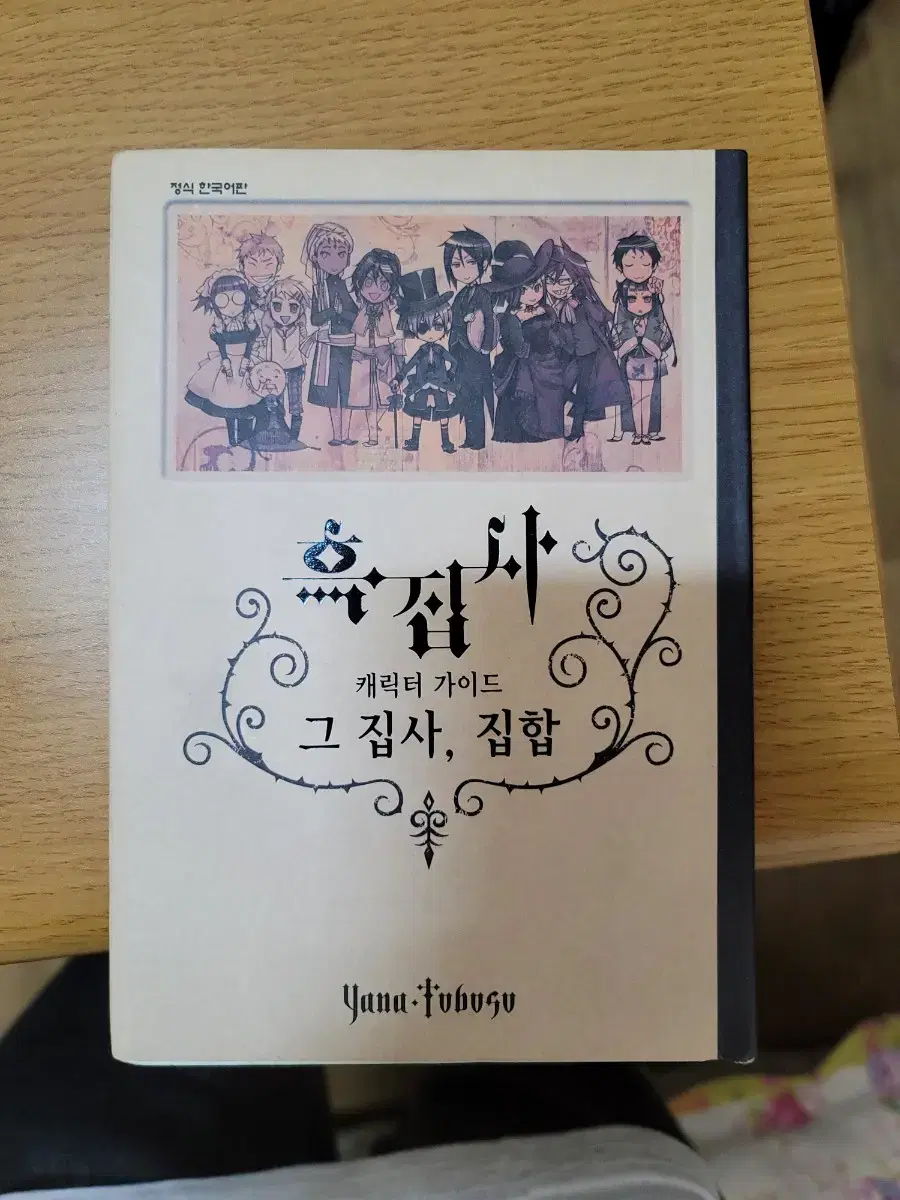 정식 한국어판
흑집사
캐릭터 가이드
그 집사, 집합
Yana Toboso